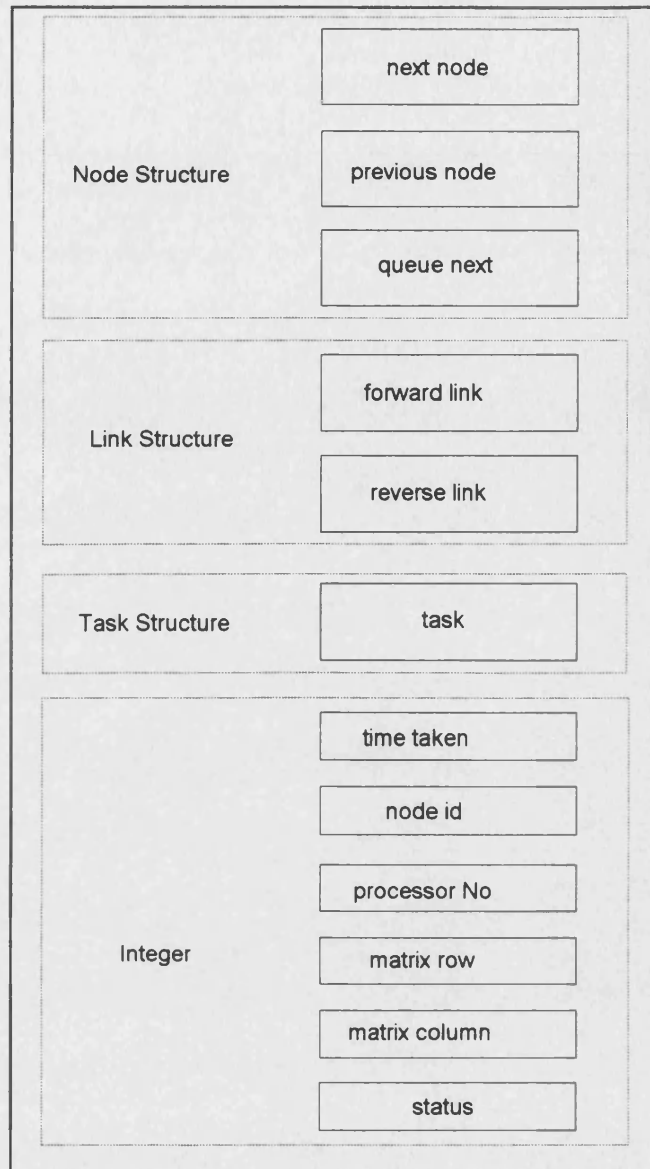 next node
Node Structure
previous node
queue next
forward link
Link Structure
reverse link
Task Structure
task
time taken
node id
processor No
Integer
matrix row
matrix column
status